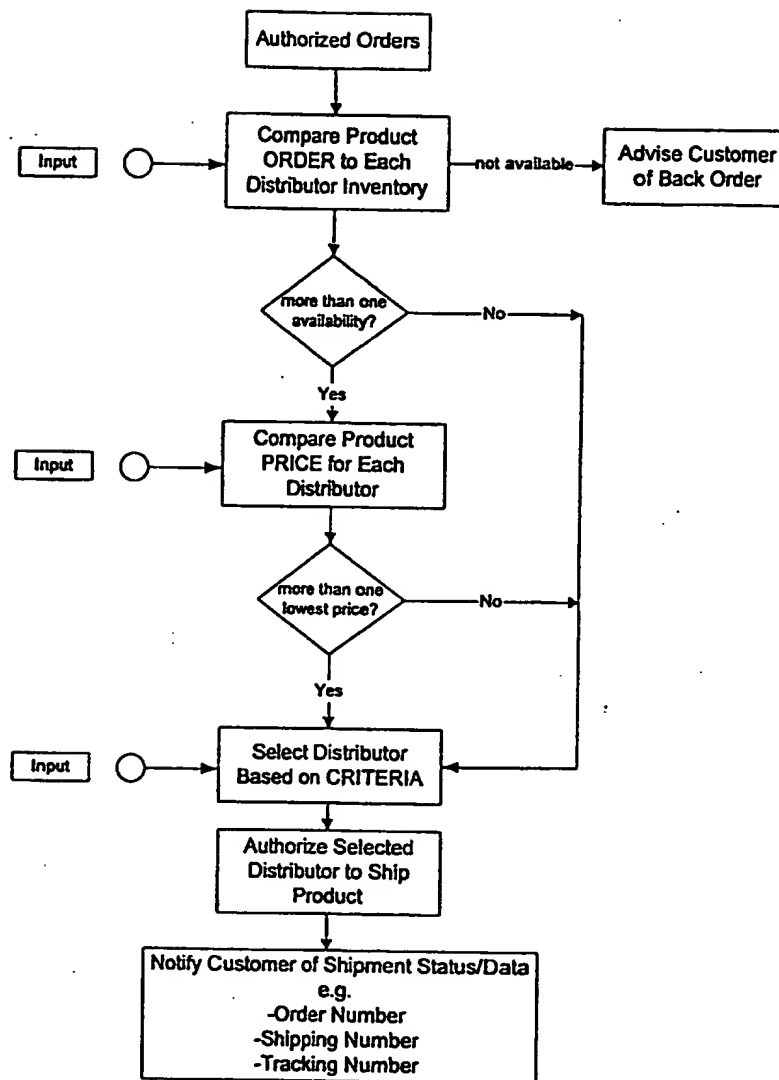 Authorized Orders
Input
Compare Product
ORDER to Each
Distributor Inventory
not available
Advise Customer
of Back Order
more than one
availability?
No
Yes
Input
Compare Product
PRICE for Each
Distributor
more than one
lowest price?
No
Yes
Input
Select Distributor
Based on CRITERIA
Authorize Selected
Distributor to Ship
Product
Notify Customer of Shipment Status/Data
e.g.
-Order Number
-Shipping Number
-Tracking Number